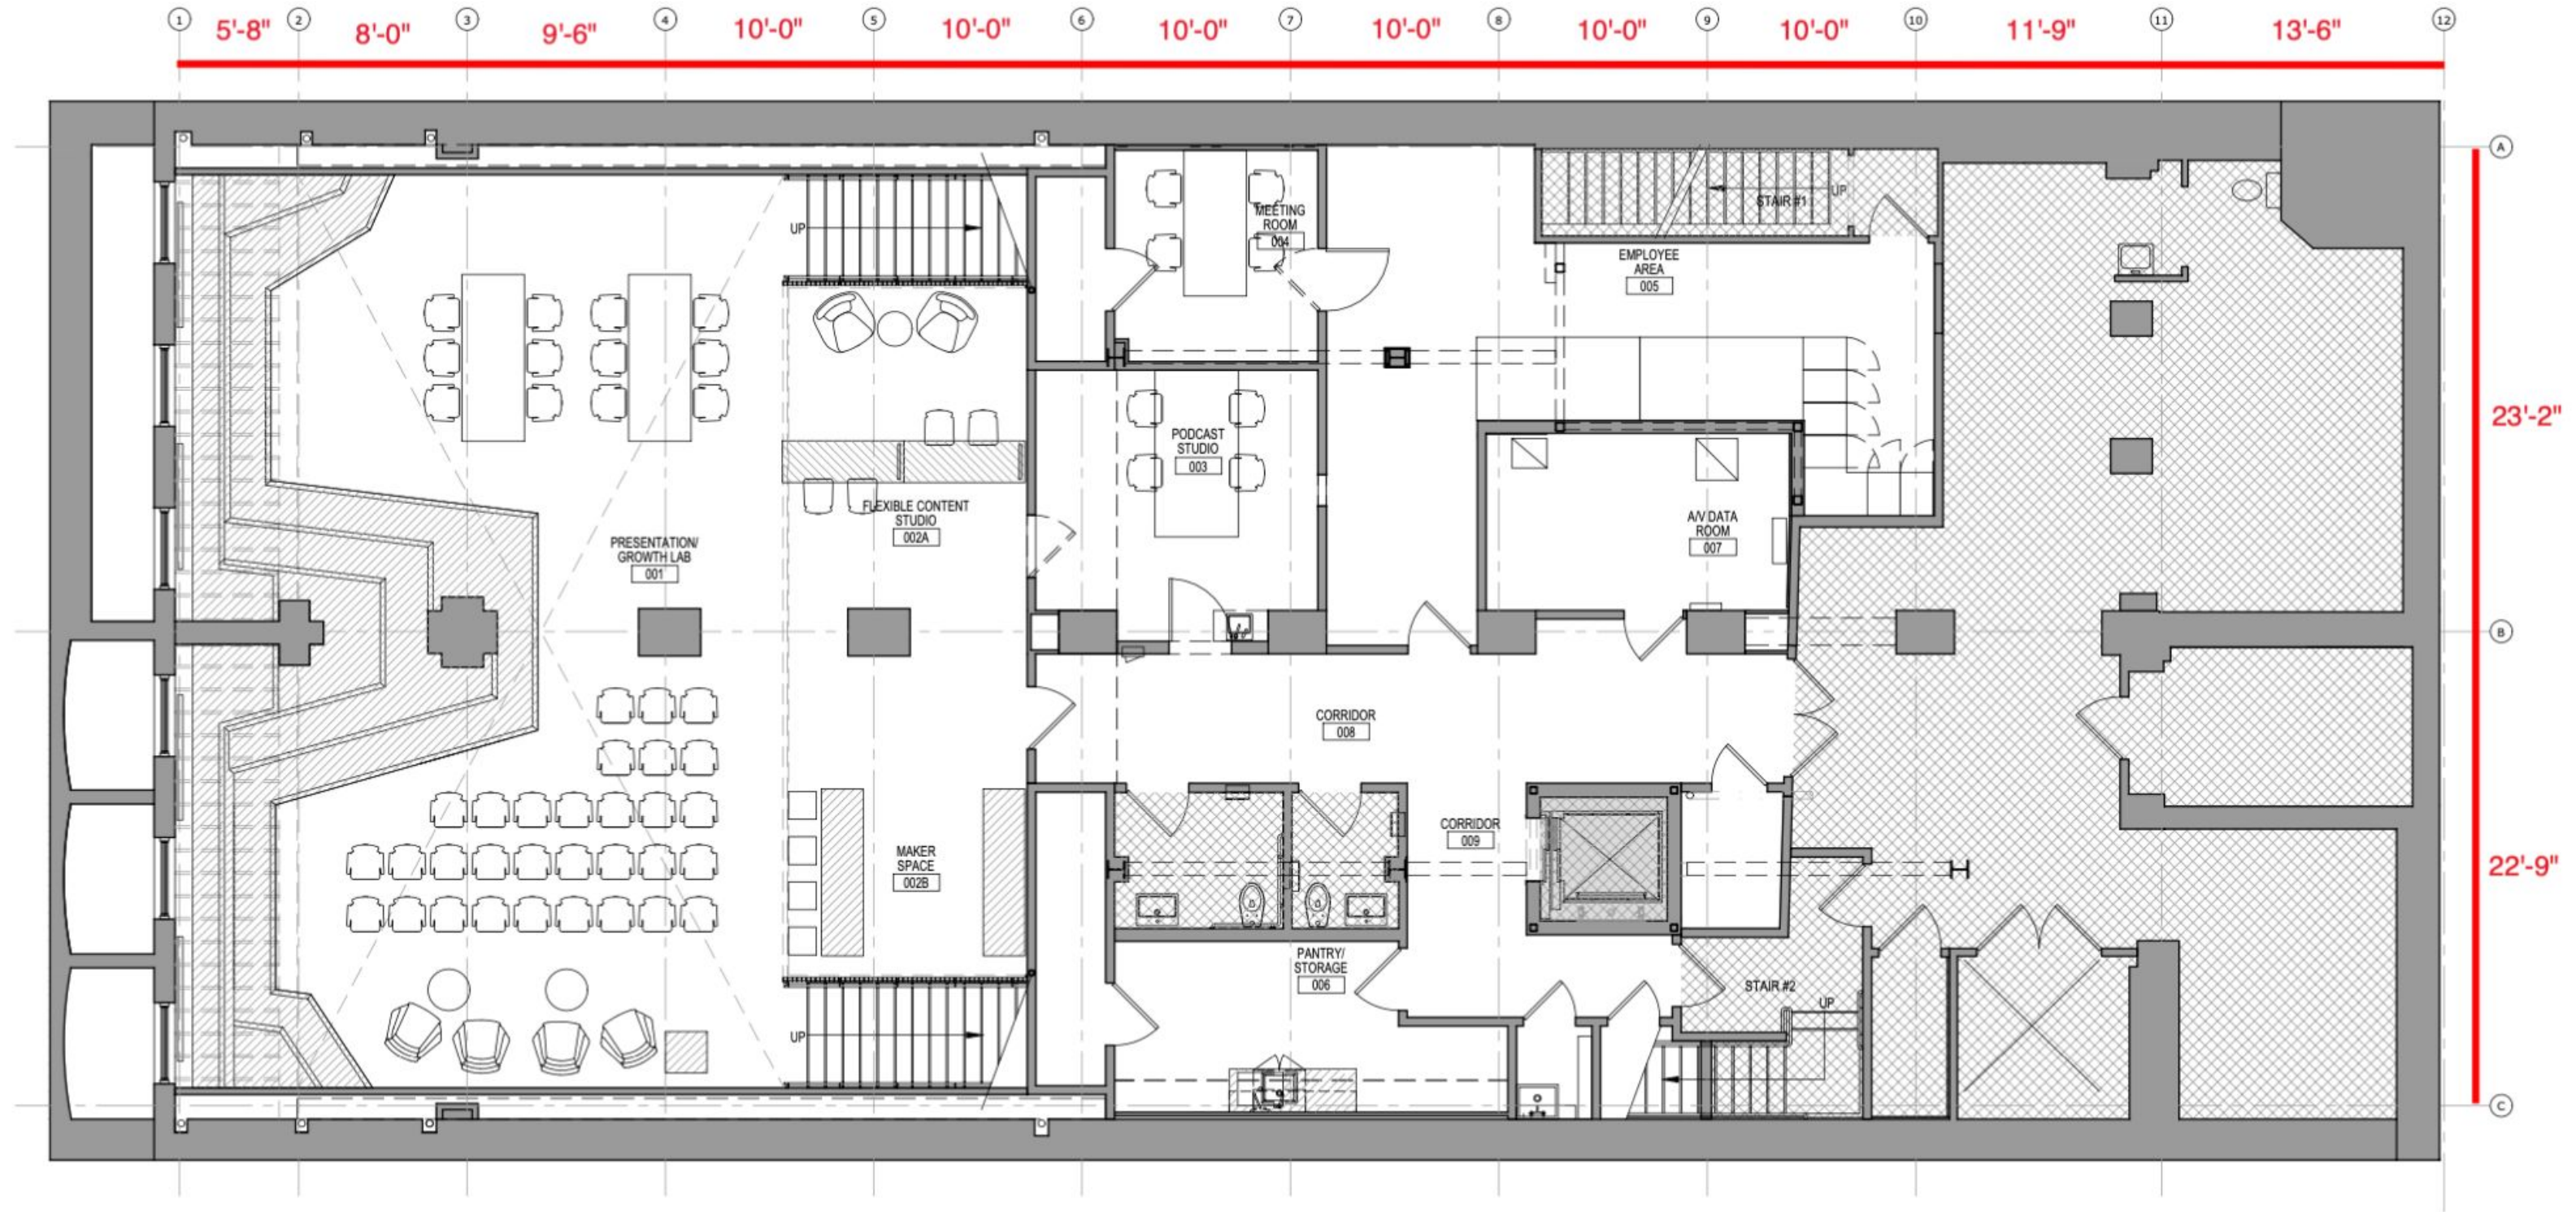 1 2 3 4 5 6 7 8 9 10 11 12
5'-8" 8'-0" 9'-6" 10'-0" 10'-0" 10'-0" 10'-0" 10'-0" 10'-0" 11'-9" 13'-6"
A
UP
MEETING
ROOM
004
UP
STAIR #1
EMPLOYEE
AREA
005
23'-2"
PODCAST
STUDIO
003
FLEXIBLE CONTENT
STUDIO
002A
A/V DATA
ROOM
007
PRESENTATION/
GROWTH LAB
001
B
CORRIDOR
008
CORRIDOR
009
MAKER
SPACE
002B
22'-9"
PANTRY/
STORAGE
006
STAIR #2
UP
UP
C